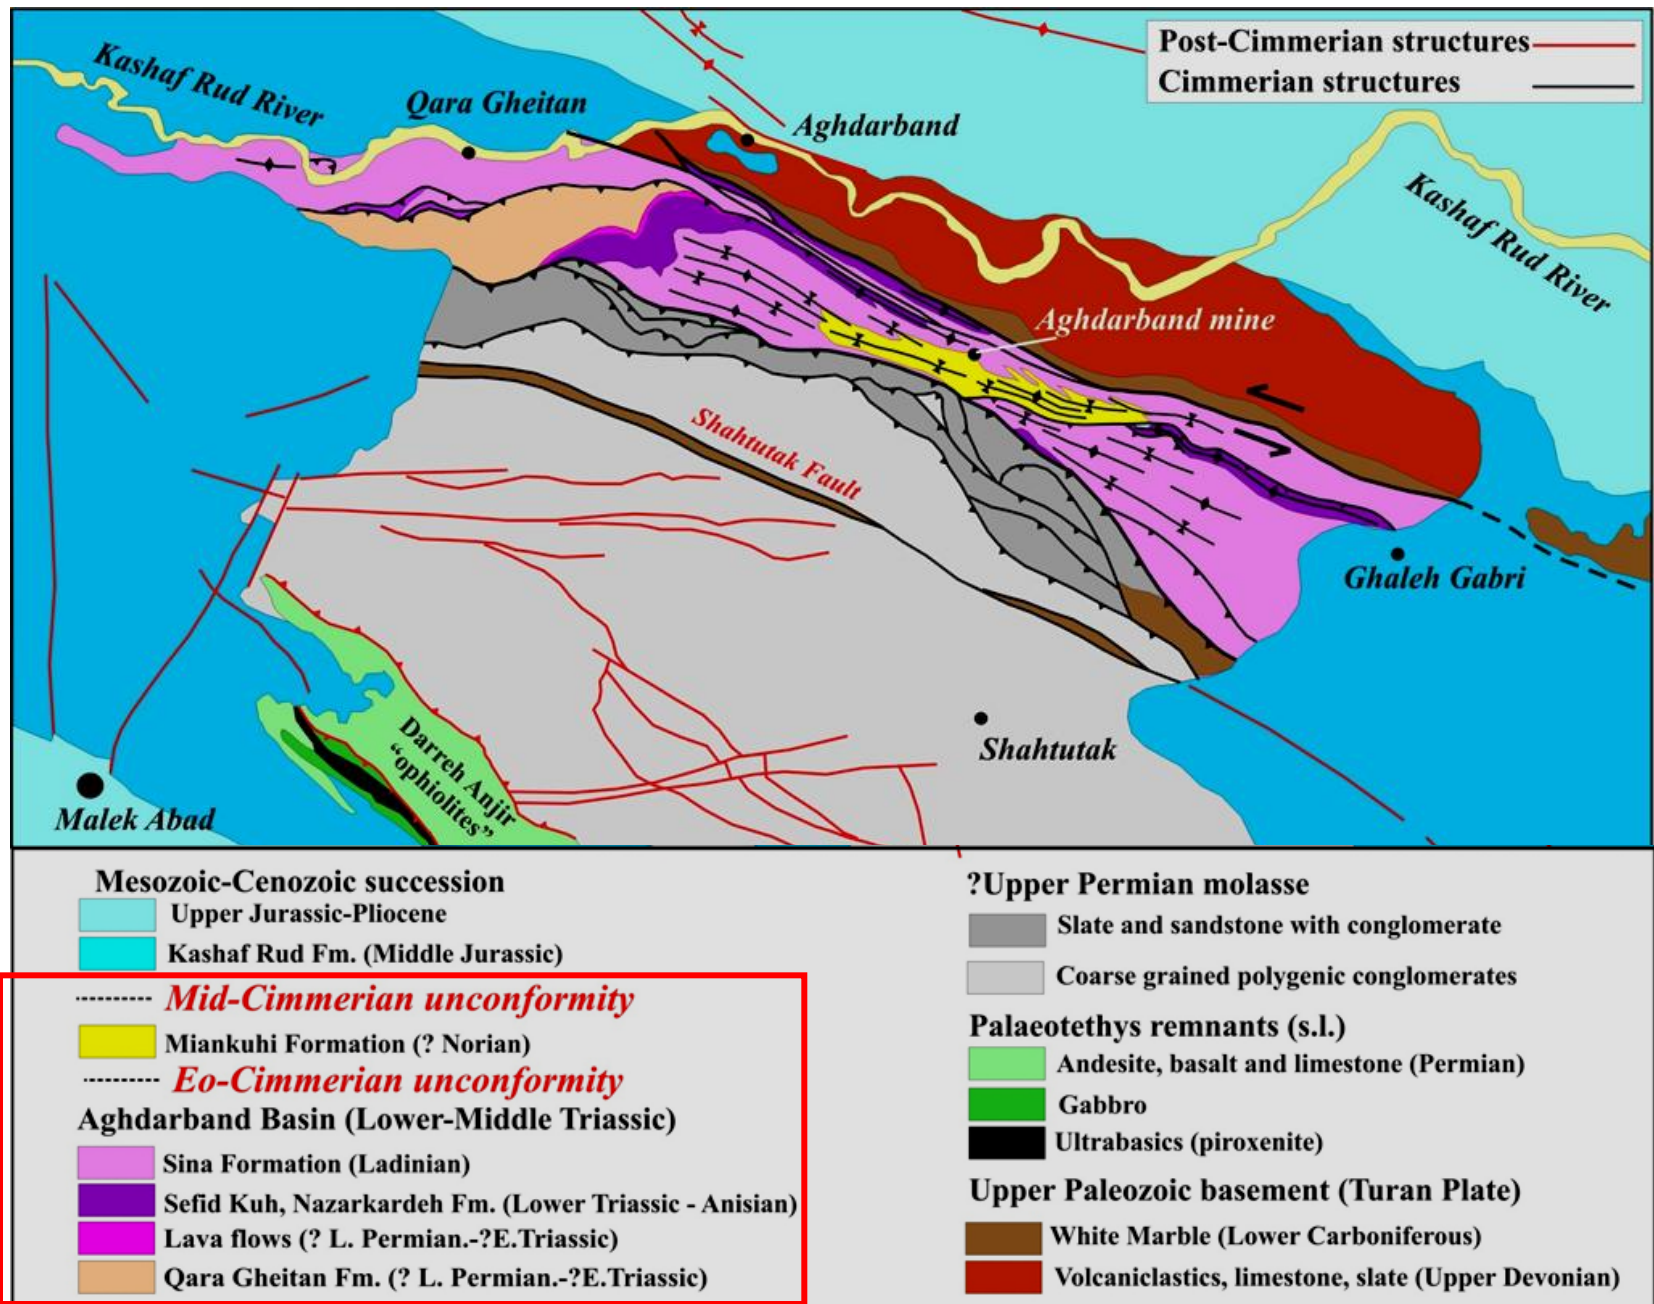 Post-Cimmerian structures
Cimmerian structures
Kashaf Rud River
Qara Gheitan
Aghdarband
Kashaf Rud River
Aghdarband mine
Shahtutak Fault
Ghaleh Gabri
Shahtutak
Darreh Anjir
“ophiolites”
Malek Abad
Mesozoic-Cenozoic succession
Upper Jurassic-Pliocene
Kashaf Rud Fm. (Middle Jurassic)
Mid-Cimmerian unconformity
Miankuhi Formation (? Norian)
Eo-Cimmerian unconformity
Aghdarband Basin (Lower-Middle Triassic)
Sina Formation (Ladinian)
Sefid Kuh, Nazarkardeh Fm. (Lower Triassic - Anisian)
Lava flows (? L. Permian.-?E.Triassic)
Qara Gheitan Fm. (? L. Permian.-?E.Triassic)
?Upper Permian molasse
Slate and sandstone with conglomerate
Coarse grained polygenic conglomerates
Palaeotethys remnants (s.l.)
Andesite, basalt and limestone (Permian)
Gabbro
Ultrabasics (piroxenite)
Upper Paleozoic basement (Turan Plate)
White Marble (Lower Carboniferous)
Volcaniclastics, limestone, slate (Upper Devonian)